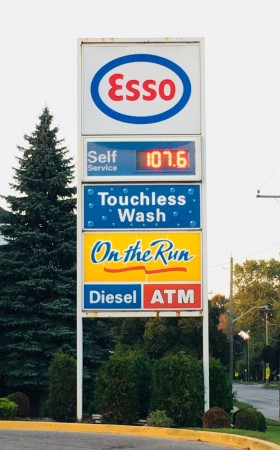 Esso
Self
Service
107.6
Touchless
Wash
On the Run
Diesel
ATM